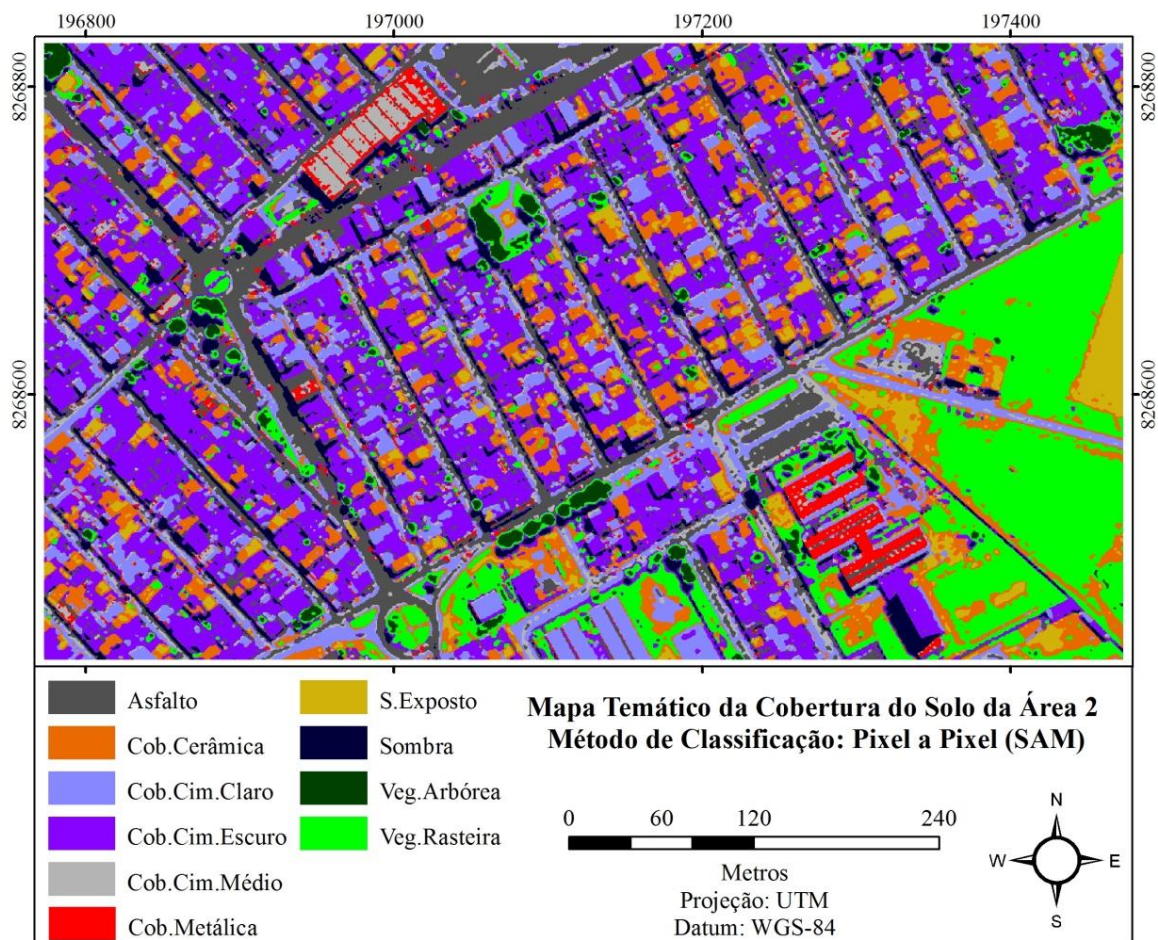 196800 197000 197200 197400
8268800 8268800
8268600 8268600
Asfalto
Cob.Cerâmica
Cob.Cim.Claro
Cob.Cim.Escuro
Cob.Cim.Médio
Cob.Metálica
S.Exposto
Sombra
Veg.Arbórea
Veg.Rasteira
Mapa Temático da Cobertura do Solo da Área 2
Método de Classificação: Pixel a Pixel (SAM)
0 60 120 240
Metros
Projeção: UTM
Datum: WGS-84
N
W E
S